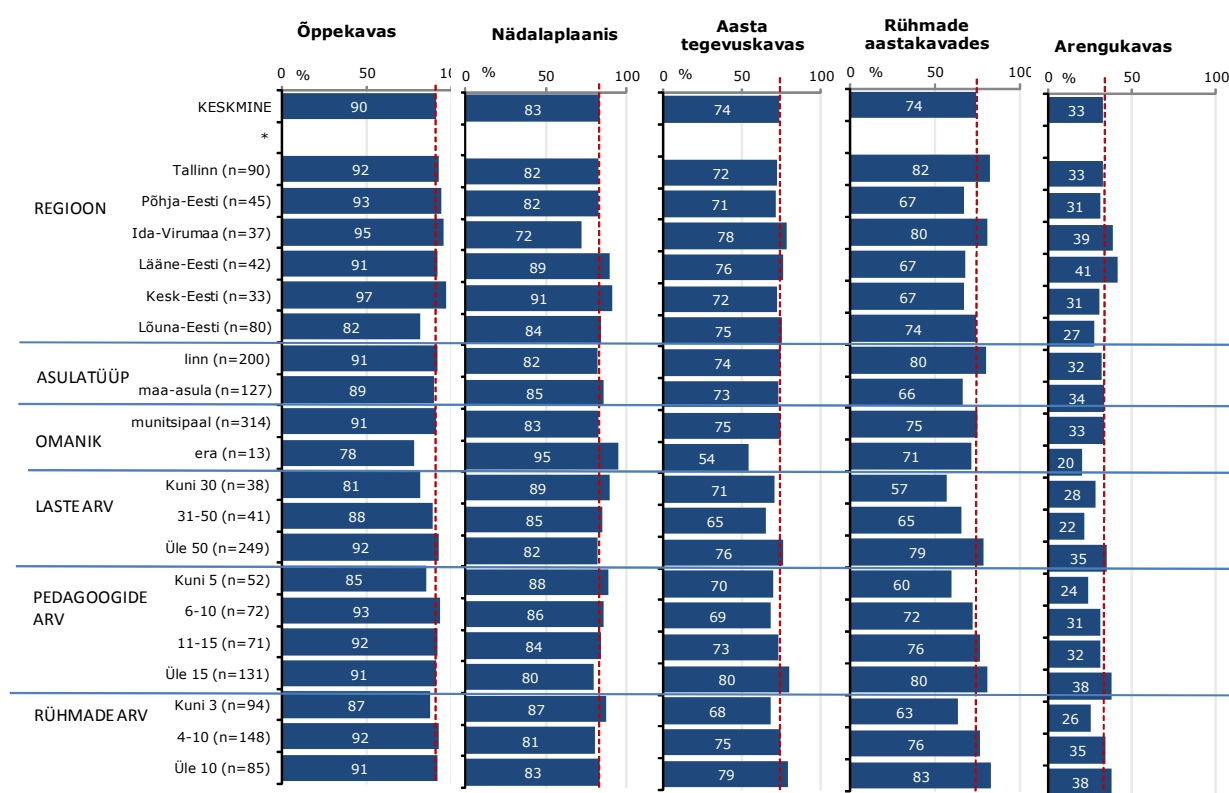 Õppekavas Nädalaplaanis Aasta tegevuskavas Rühmade aastakavades Arengukavas
0 % 50 10 0 % 50 100 0 % 50 100 0 % 50 100 0 % 50 100
KESKMINE 90 83 74 74 33
*
REGIOON
Tallinn (n=90) 92 82 72 82 33
Põhja-Eesti (n=45) 93 82 71 67 31
Ida-Virumaa (n=37) 95 72 78 80 39
Lääne-Eesti (n=42) 91 89 76 67 41
Kesk-Eesti (n=33) 97 91 72 67 31
Lõuna-Eesti (n=80) 82 84 75 74 27
ASULATÜÜP
linn (n=200) 91 82 74 80 32
maa-asula (n=127) 89 85 73 66 34
OMANIK
munitsipaal (n=314) 91 83 75 75 33
era (n=13) 78 95 54 71 20
LASTE ARV
Kuni 30 (n=38) 81 89 71 57 28
31-50 (n=41) 88 85 65 65 22
Üle 50 (n=249) 92 82 76 79 35
PEDAGOOGIDE ARV
Kuni 5 (n=52) 85 88 70 60 24
6-10 (n=72) 93 86 69 72 31
11-15 (n=71) 92 84 73 76 32
Üle 15 (n=131) 91 80 80 80 38
RÜHMADE ARV
Kuni 3 (n=94) 87 87 68 63 26
4-10 (n=148) 92 81 75 76 35
Üle 10 (n=85) 91 83 79 83 38